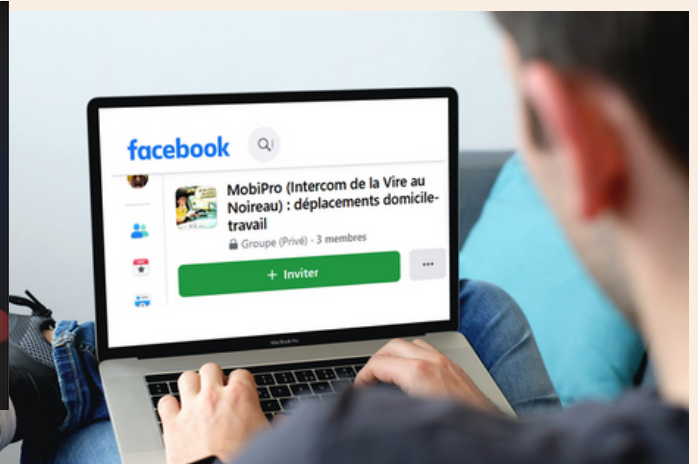 facebook
MobiPro (Intercom de la Vire au
Noireau) : déplacements domicile-
travail
Groupe (Privé) · 3 membres
+ Inviter
...
MacBook Pro